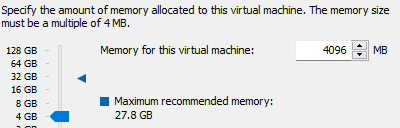 Specify the amount of memory allocated to this virtual machine. The memory size
must be a multiple of 4 MB.
128 GB
Memory for this virtual machine: 4096 MB
64 GB
32 GB
16 GB
8 GB
Maximum recommended memory:
4 GB
27.8 GB